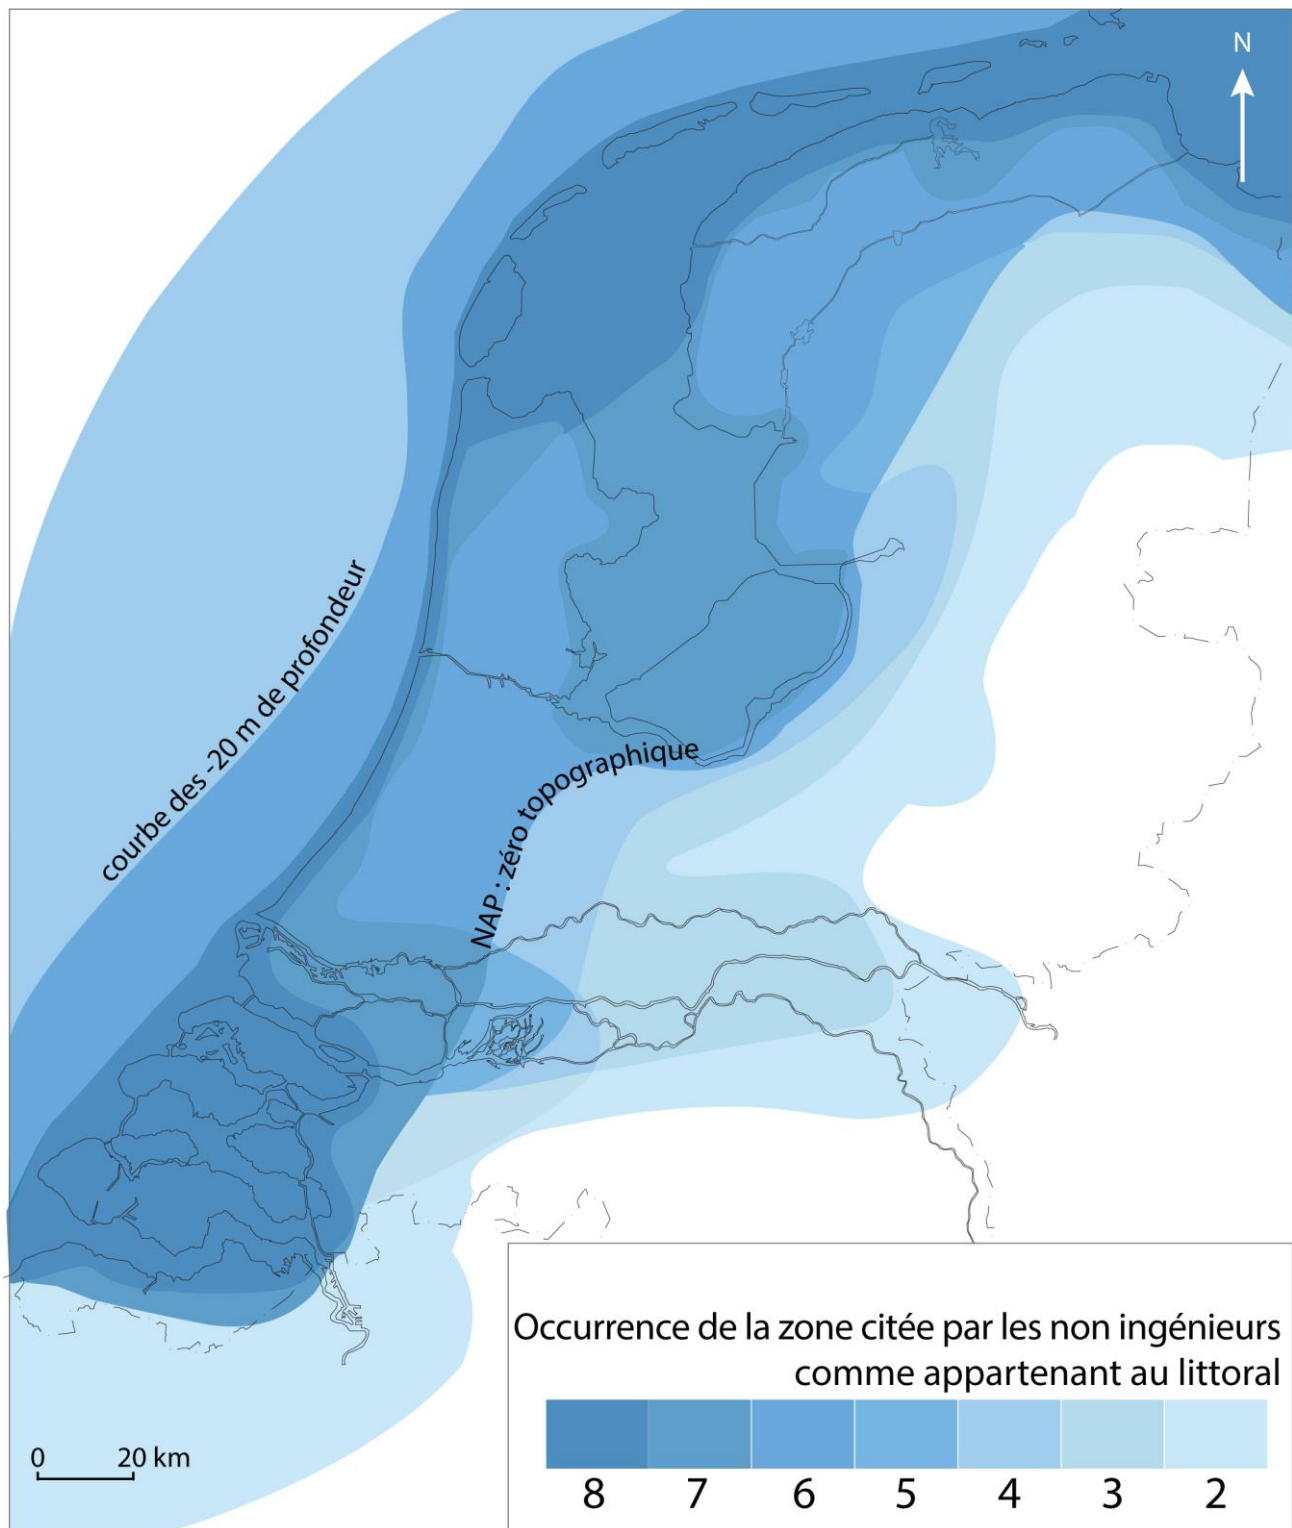 N
courbe des -20 m de profondeur
NAP : zéro topographique
Occurrence de la zone citée par les non ingénieurs
comme appartenant au littoral
0 20 km
8 7 6 5 4 3 2